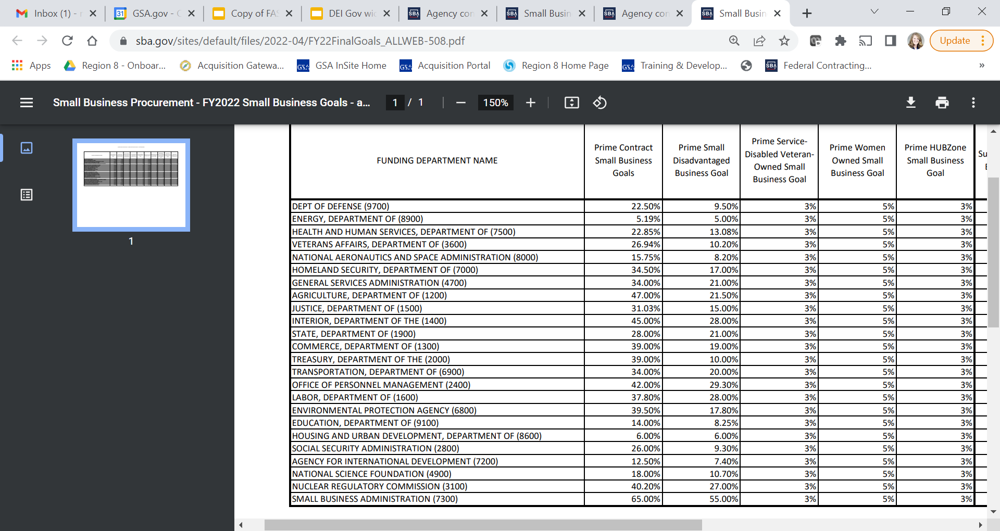 Inbox (1) -
GSA.gov -
Copy of FAS
DEI Gov wid
Agency con
Small Busin
Agency con
Small Busin
sba.gov/sites/default/files/2022-04/FY22FinalGoals_ALLWEB-508.pdf
Update
Apps
Region 8 - Onboar...
Acquisition Gatewa...
GSA InSite Home
Acquisition Portal
Region 8 Home Page
Training & Develop...
Federal Contracting...
»
Small Business Procurement - FY2022 Small Business Goals - a...
1 / 1
150%
1
FUNDING DEPARTMENT NAME
Prime Contract
Small Business
Goals
Prime Small
Disadvantaged
Business Goal
Prime Service-
Disabled Veteran-
Owned Small
Business Goal
Prime Women
Owned Small
Business Goal
Prime HUBZone
Small Business
Goal
Su
DEPT OF DEFENSE (9700) 22.50% 9.50% 3% 5% 3%
ENERGY, DEPARTMENT OF (8900) 5.19% 5.00% 3% 5% 3%
HEALTH AND HUMAN SERVICES, DEPARTMENT OF (7500) 22.85% 13.08% 3% 5% 3%
VETERANS AFFAIRS, DEPARTMENT OF (3600) 26.94% 10.20% 3% 5% 3%
NATIONAL AERONAUTICS AND SPACE ADMINISTRATION (8000) 15.75% 8.20% 3% 5% 3%
HOMELAND SECURITY, DEPARTMENT OF (7000) 34.50% 17.00% 3% 5% 3%
GENERAL SERVICES ADMINISTRATION (4700) 34.00% 21.00% 3% 5% 3%
AGRICULTURE, DEPARTMENT OF (1200) 47.00% 21.50% 3% 5% 3%
JUSTICE, DEPARTMENT OF (1500) 31.03% 15.00% 3% 5% 3%
INTERIOR, DEPARTMENT OF THE (1400) 45.00% 28.00% 3% 5% 3%
STATE, DEPARTMENT OF (1900) 28.00% 21.00% 3% 5% 3%
COMMERCE, DEPARTMENT OF (1300) 39.00% 19.00% 3% 5% 3%
TREASURY, DEPARTMENT OF THE (2000) 39.00% 10.00% 3% 5% 3%
TRANSPORTATION, DEPARTMENT OF (6900) 34.00% 20.00% 3% 5% 3%
OFFICE OF PERSONNEL MANAGEMENT (2400) 42.00% 29.30% 3% 5% 3%
LABOR, DEPARTMENT OF (1600) 37.80% 28.00% 3% 5% 3%
ENVIRONMENTAL PROTECTION AGENCY (6800) 39.50% 17.80% 3% 5% 3%
EDUCATION, DEPARTMENT OF (9100) 14.00% 8.25% 3% 5% 3%
HOUSING AND URBAN DEVELOPMENT, DEPARTMENT OF (8600) 6.00% 6.00% 3% 5% 3%
SOCIAL SECURITY ADMINISTRATION (2800) 26.00% 9.30% 3% 5% 3%
AGENCY FOR INTERNATIONAL DEVELOPMENT (7200) 12.50% 7.40% 3% 5% 3%
NATIONAL SCIENCE FOUNDATION (4900) 18.00% 10.70% 3% 5% 3%
NUCLEAR REGULATORY COMMISSION (3100) 40.20% 27.00% 3% 5% 3%
SMALL BUSINESS ADMINISTRATION (7300) 65.00% 55.00% 3% 5% 3%